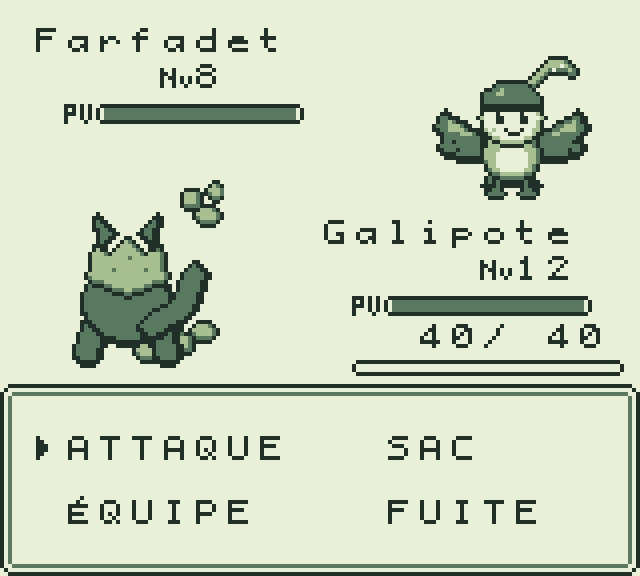 Farfadet
Nv8
PV
Galipote
Nv12
PV
40/ 40
ATTAQUE SAC
ÉQUIPE FUITE